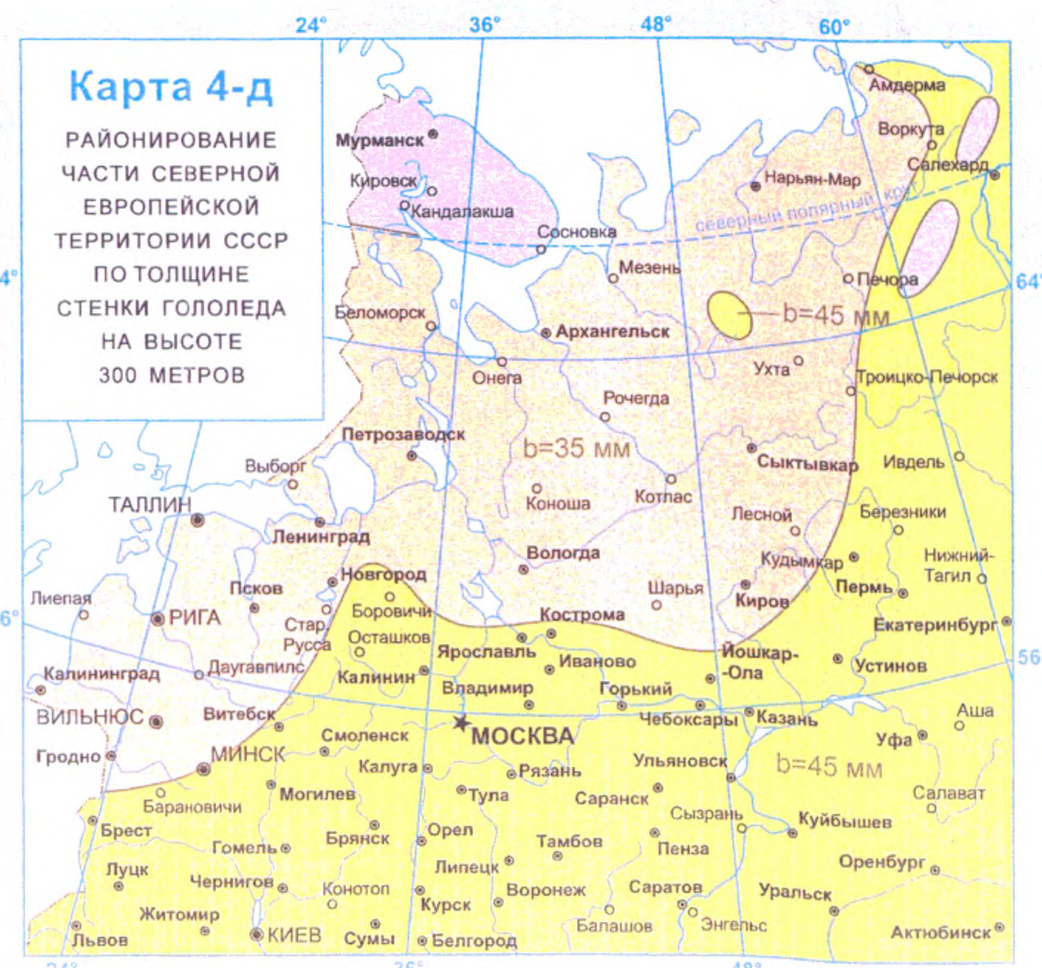 24°
36°
48°
60°
Карта 4-д
РАЙОНИРОВАНИЕ
ЧАСТИ СЕВЕРНОЙ
ЕВРОПЕЙСКОЙ
ТЕРРИТОРИИ СССР
ПО ТОЛЩИНЕ
СТЕНКИ ГОЛОЛЕДА
НА ВЫСОТЕ
300 МЕТРОВ
Амдерма
Воркута
Салехард
Мурманск
Кировск
Кандалакша
Нарьян-Мар
северный полярный круг
Сосновка
Мезень
Печора
4°
64°
Беломорск
Архангельск
b=45 мм
Онега
Ухта
Троицко-Печорск
Рочегда
Петрозаводск
b=35 мм
Сыктывкар
Ивдель
Выборг
Коноша
Котлас
ТАЛЛИН
Ленинград
Лесной
Березники
Вологда
Кудымкар
Нижний-
Тагил
Псков
Новгород
Боровичи
Шарья
Киров
Пермь
Лиепая
РИГА
Стар.
Русса
Осташков
Кострома
Екатеринбург
6°
56°
Ярославль
Йошкар-
-Ола
Калининград
Даугавпилс
Калинин
Иваново
Устинов
Владимир
Горький
ВИЛЬНЮС
Витебск
МОСКВА
Чебоксары
Казань
Аша
Уфа
Гродно
МИНСК
Смоленск
Калуга
Рязань
Ульяновск
b=45 мм
Барановичи
Могилев
Тула
Саранск
Салават
Брест
Брянск
Орел
Сызрань
Куйбышев
Гомель
Тамбов
Пенза
Оренбург
Луцк
Чернигов
Конотоп
Липецк
Воронеж
Саратов
Уральск
Житомир
Курск
Балашов
Энгельс
Львов
КИЕВ
Сумы
Белгород
Актюбинск
24°
36°
48°